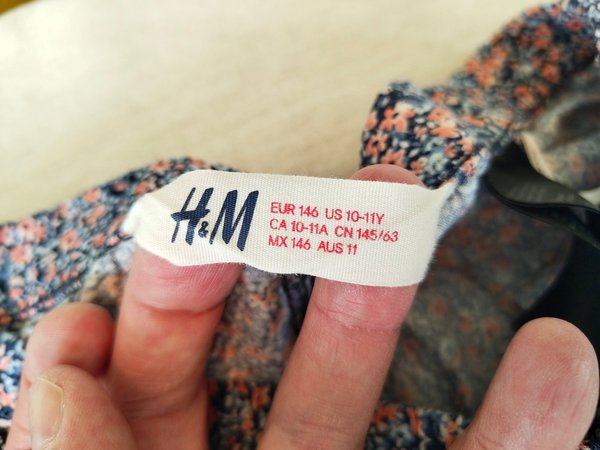 H&M
EUR 146 US 10-11Y
CA 10-11A CN 145/63
MX 146 AUS 11